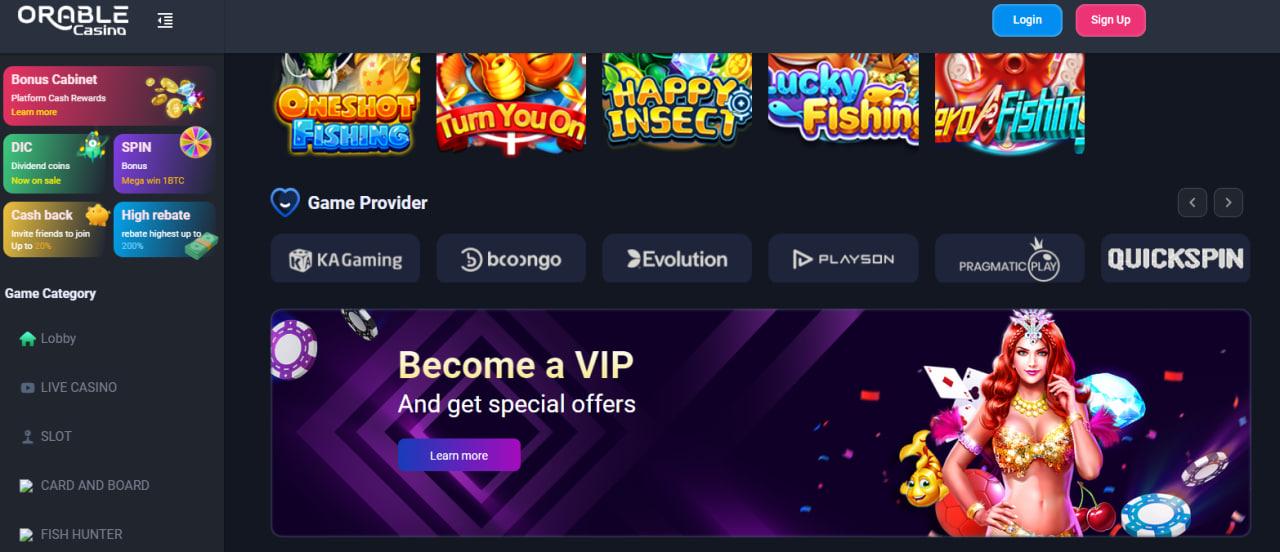 ORABLE
Casino
Login
Sign Up
Bonus Cabinet
Platform Cash Rewards
Learn more
DIC
Dividend coins
Now on sale
SPIN
Bonus
Mega win 1BTC
Cash back
Invite friends to join
Up to 20%
High rebate
rebate highest up to
200%
Game Category
Lobby
LIVE CASINO
SLOT
CARD AND BOARD
FISH HUNTER
ONESHOT
FISHING
Turn You On
HAPPY
INSECT
Lucky
Fishing
Fishing
Game Provider
KA Gaming
booongo
Evolution
PLAYSON
PRAGMATIC PLAY
QUICKSPIN
Become a VIP
And get special offers
Learn more